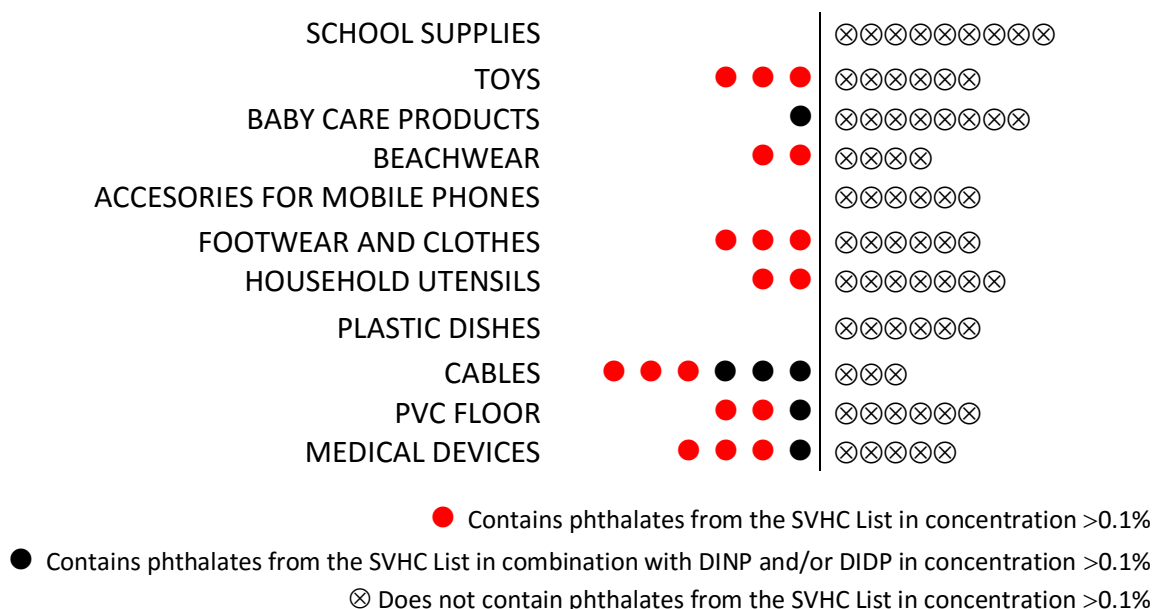 SCHOOL SUPPLIES
TOYS
BABY CARE PRODUCTS
BEACHWEAR
ACCESORIES FOR MOBILE PHONES
FOOTWEAR AND CLOTHES
HOUSEHOLD UTENSILS
PLASTIC DISHES
CABLES
PVC FLOOR
MEDICAL DEVICES
Contains phthalates from the SVHC List in concentration >0.1%
Contains phthalates from the SVHC List in combination with DINP and/or DIDP in concentration >0.1%
Does not contain phthalates from the SVHC List in concentration >0.1%